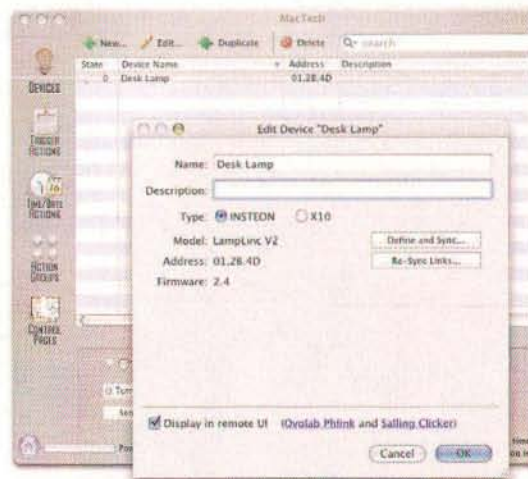 MacTech
New... Edit... Duplicate Delete search
State Device Name Address Description
0 Desk Lamp 01.28.4D
DEVICES
TRIGGER ACTIONS
TIME/DATE ACTIONS
ACTION GROUPS
CONTROL PAGES
Edit Device "Desk Lamp"
Name: Desk Lamp
Description:
Type: INSTEON X10
Model: LampLinc V2 Define and Sync...
Address: 01.28.4D Re-Sync Links...
Firmware: 2.4
Display in remote UI (Ovolab Phlink and Salling Clicker)
Cancel OK